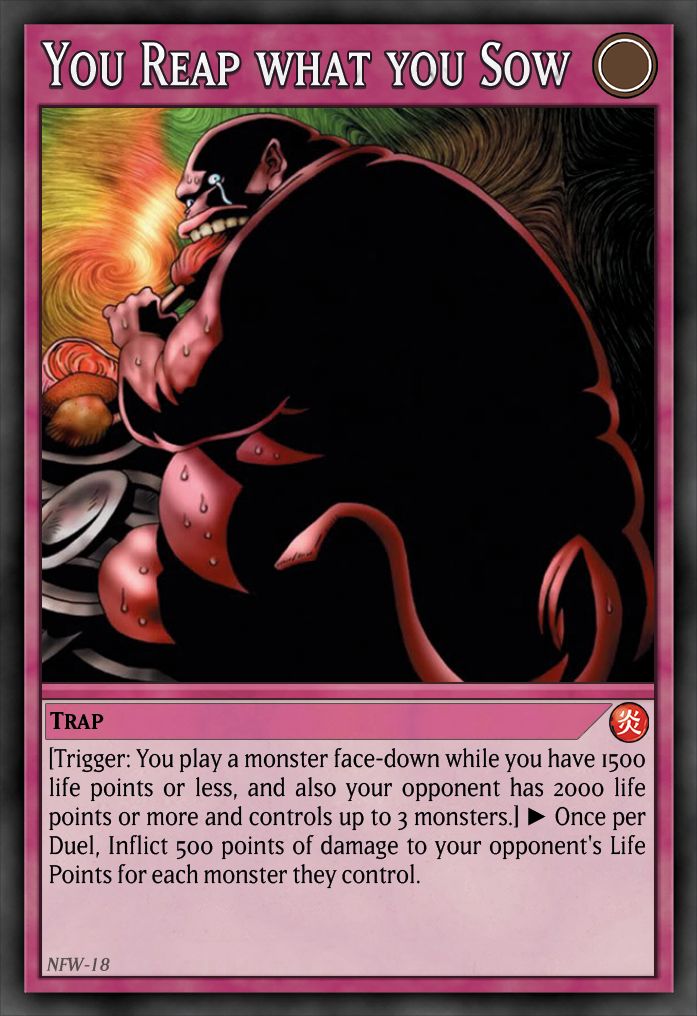 You Reap what you Sow
Trap
炎
[Trigger: You play a monster face-down while you have 1500
life points or less, and also your opponent has 2000 life
points or more and controls up to 3 monsters.] ► Once per
Duel, Inflict 500 points of damage to your opponent's Life
Points for each monster they control.
NFW-18